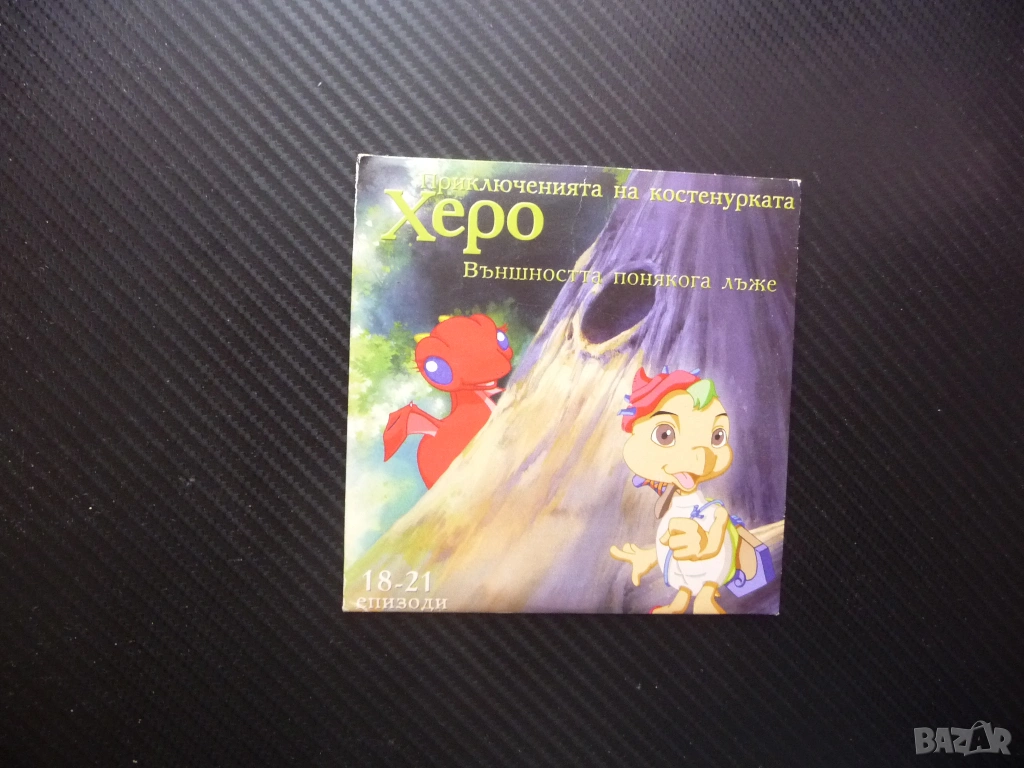 Приключенията на костенурката
Херо
Външността понякога лъже
18-21
епизоди
BAZAR